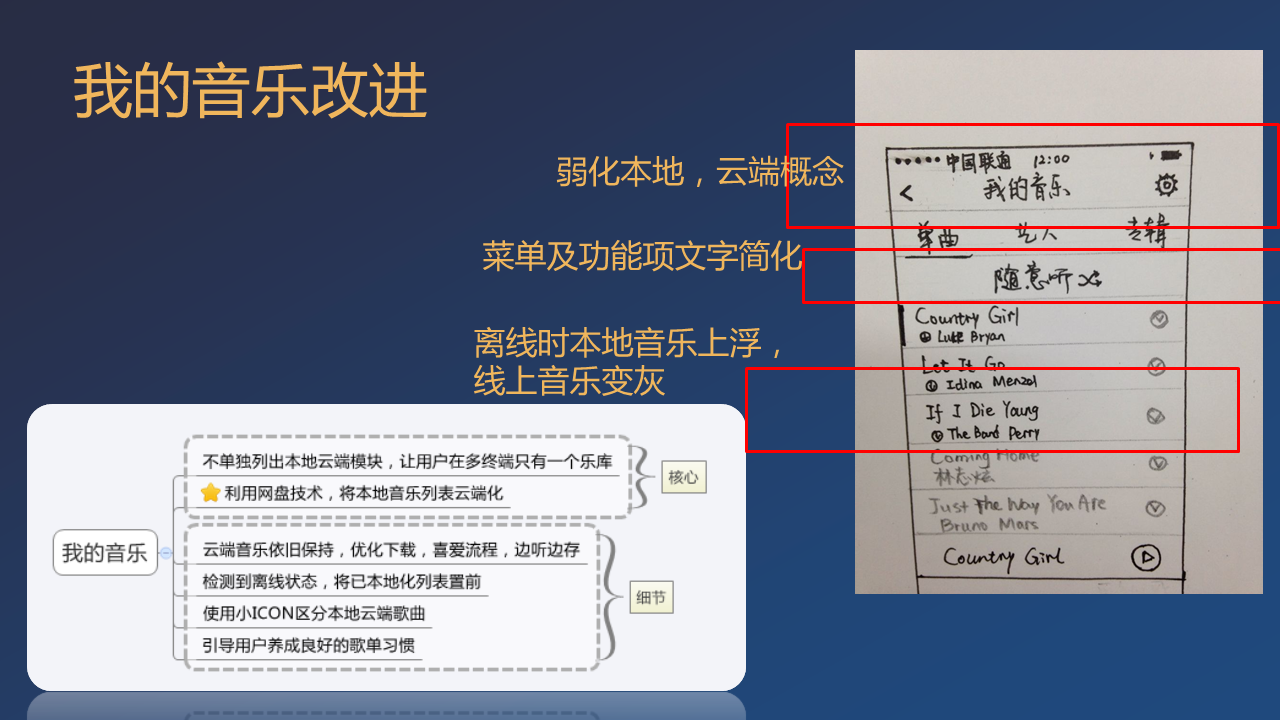 我的音乐改进
弱化本地，云端概念
菜单及功能项文字简化
离线时本地音乐上浮，
线上音乐变灰
中国联通 12:00
我的音乐
单曲 艺人 专辑
随意听
Country Girl
Luke Bryan
Let It Go
Idina Menzel
If I Die Young
The Band Perry
Coming Home
林志炫
Just The Way You Are
Bruno Mars
Country Girl
我的音乐
不单独列出本地云端模块，让用户在多终端只有一个乐库
利用网盘技术，将本地音乐列表云端化
核心
云端音乐依旧保持，优化下载，喜爱流程，边听边存
检测到离线状态，将已本地化列表置前
使用小ICON区分本地云端歌曲
引导用户养成良好的歌单习惯
细节